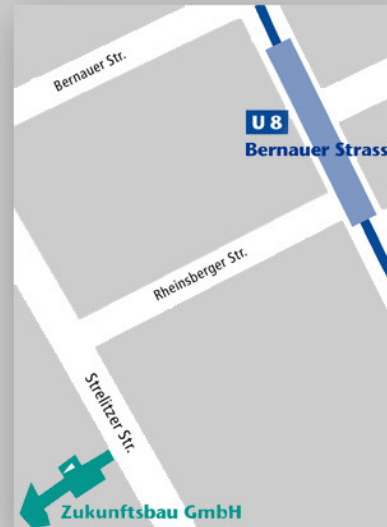 Bernauer Str.
U 8
Bernauer Strass
Rheinsberger Str.
Strelitzer Str.
Zukunftsbau GmbH